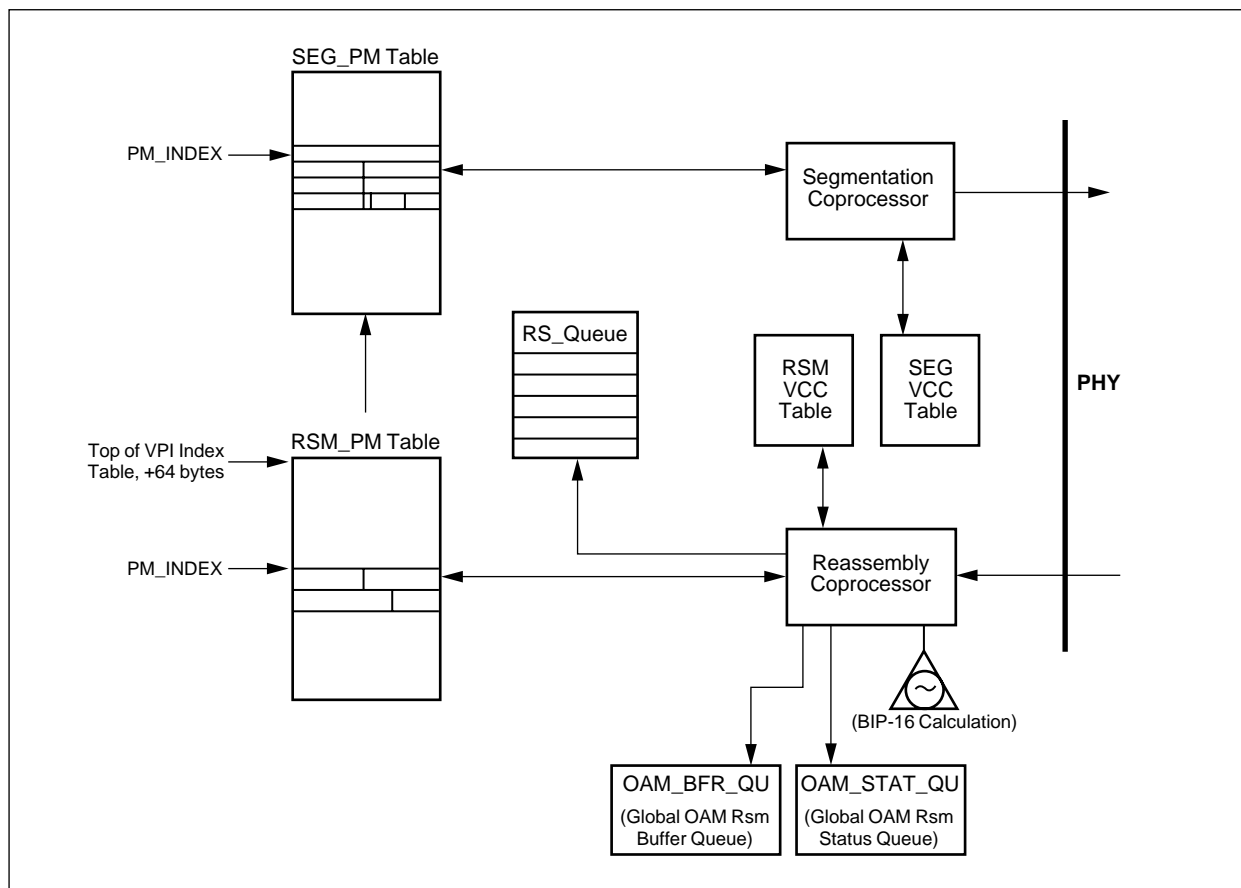 SEG_PM Table
PM_INDEX
Segmentation
Coprocessor
RS_Queue
RSM
VCC
Table
SEG
VCC
Table
PHY
Top of VPI Index
Table, +64 bytes
RSM_PM Table
PM_INDEX
Reassembly
Coprocessor
(BIP-16 Calculation)
OAM_BFR_QU
(Global OAM Rsm
Buffer Queue)
OAM_STAT_QU
(Global OAM Rsm
Status Queue)